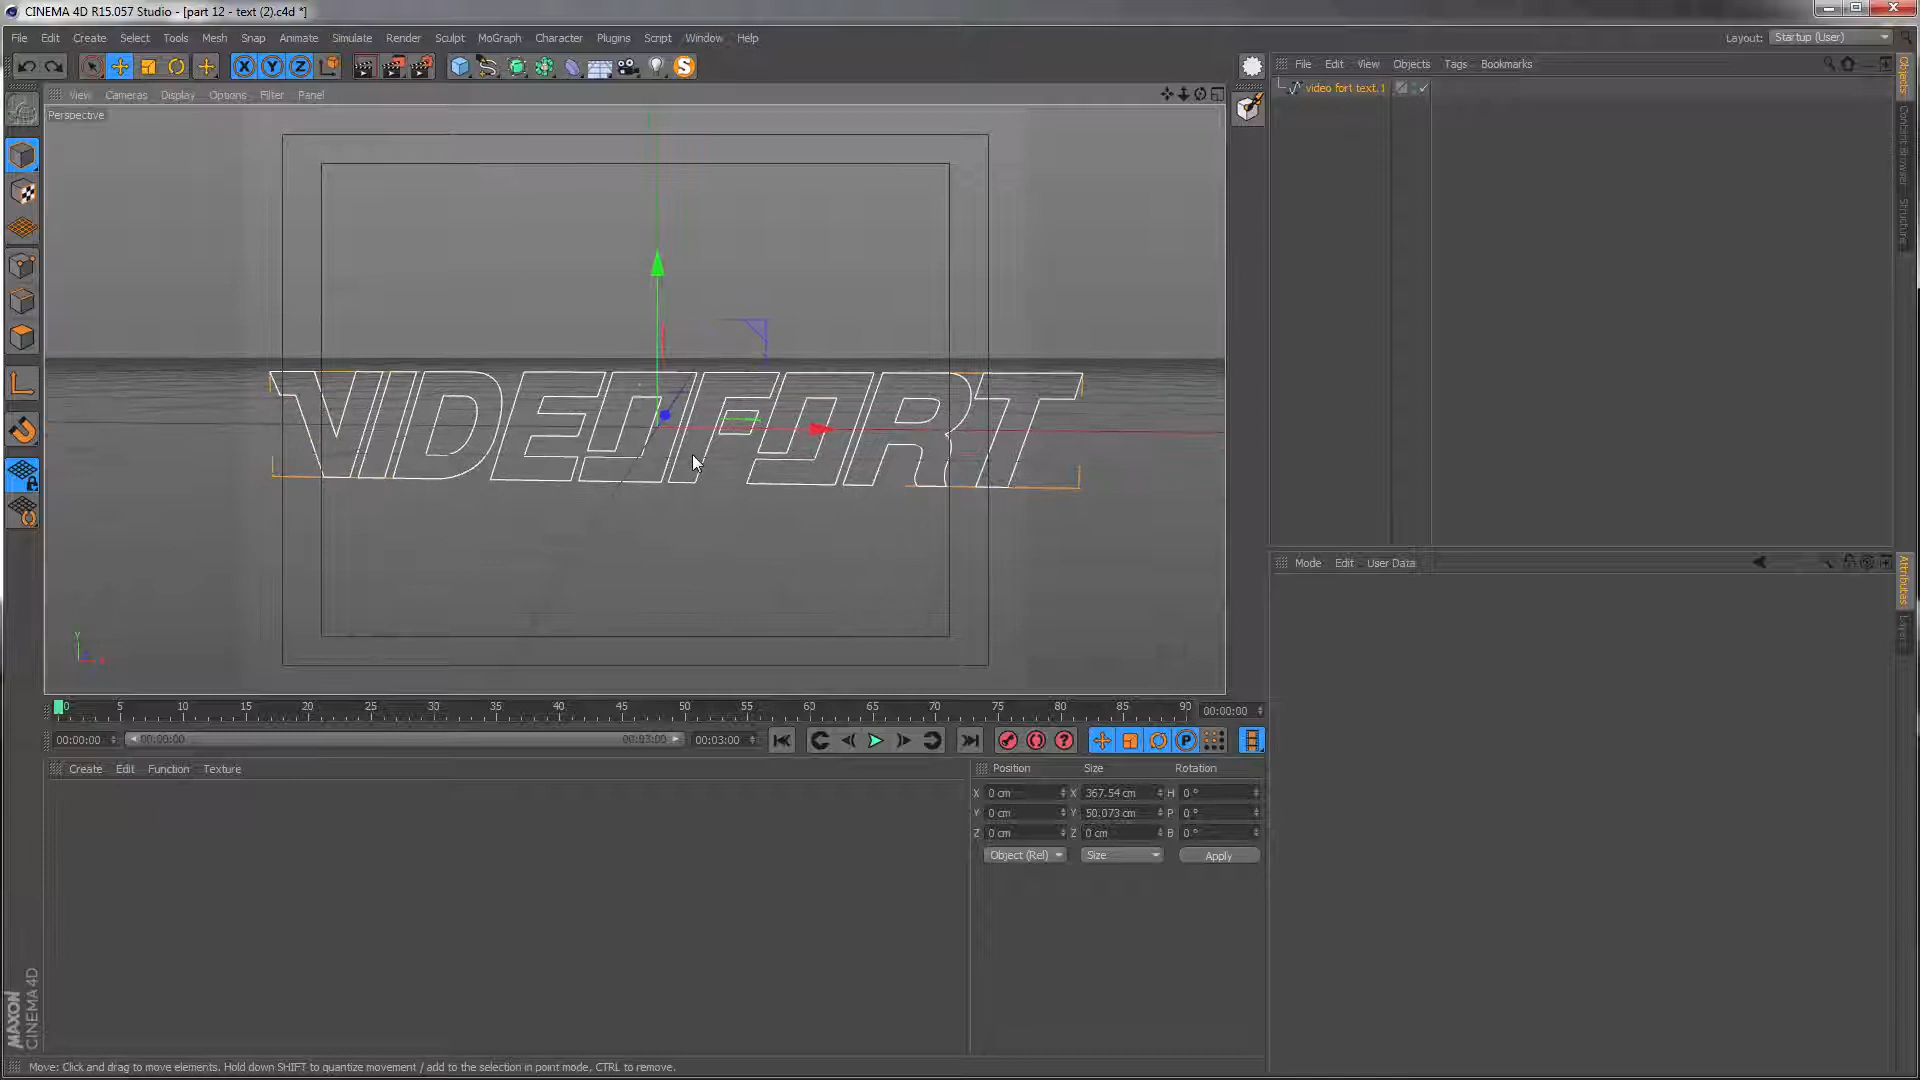 CINEMA 4D R15.057 Studio - [part 12 - text (2).c4d *]
File Edit Create Select Tools Mesh Snap Animate Simulate Render Sculpt MoGraph Character Plugins Script Window Help
Layout: Startup (User)
X Y Z
File Edit View Objects Tags Bookmarks
video fort text.1
View Cameras Display Options Filter Panel
Perspective
VIDEOFORT
Y
X
Objects
Content Browser
Structure
Mode Edit User Data
Attributes
Layers
0 5 10 15 20 25 30 35 40 45 50 55 60 65 70 75 80 85 90 00:00:00
00:00:00 00:00:00 00:03:00 00:03:00
Create Edit Function Texture
Position Size Rotation
X 0 cm X 367.54 cm H 0 °
Y 0 cm Y 50.073 cm P 0 °
Z 0 cm Z 0 cm B 0 °
Object (Rel) Size Apply
MAXON
CINEMA 4D
Move: Click and drag to move elements. Hold down SHIFT to quantize movement / add to the selection in point mode, CTRL to remove.